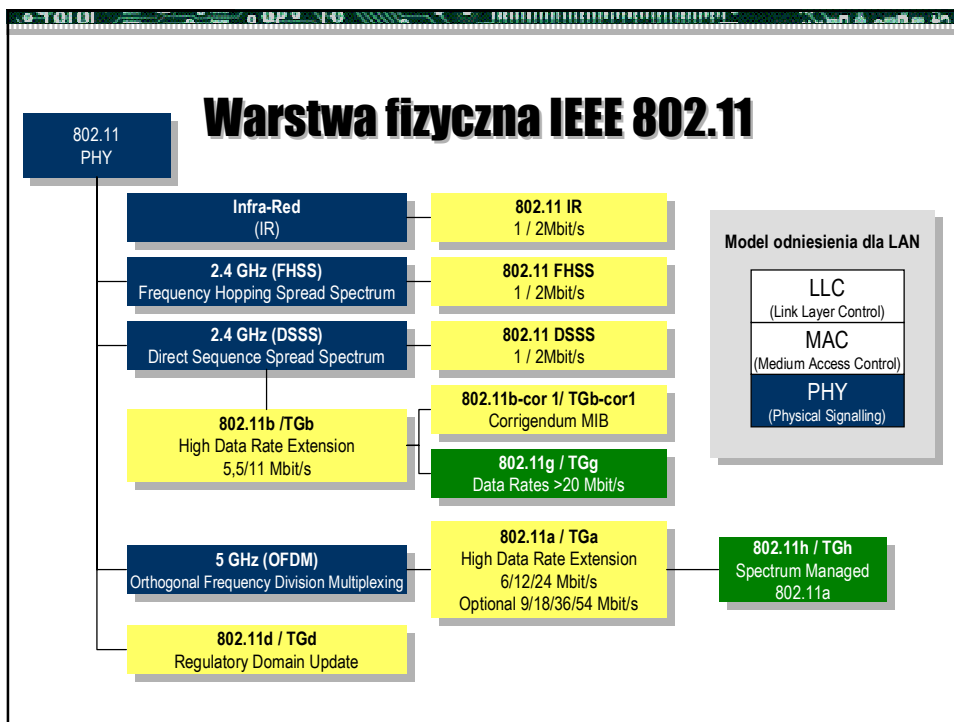 Warstwa fizyczna IEEE 802.11
802.11
PHY
Infra-Red
(IR)
802.11 IR
1 / 2Mbit/s
2.4 GHz (FHSS)
Frequency Hopping Spread Spectrum
802.11 FHSS
1 / 2Mbit/s
2.4 GHz (DSSS)
Direct Sequence Spread Spectrum
802.11 DSSS
1 / 2Mbit/s
802.11b /TGb
High Data Rate Extension
5,5/11 Mbit/s
802.11b-cor 1/ TGb-cor1
Corrigendum MIB
802.11g / TGg
Data Rates >20 Mbit/s
5 GHz (OFDM)
Orthogonal Frequency Division Multiplexing
802.11a / TGa
High Data Rate Extension
6/12/24 Mbit/s
Optional 9/18/36/54 Mbit/s
802.11h / TGh
Spectrum Managed
802.11a
802.11d / TGd
Regulatory Domain Update
Model odniesienia dla LAN
LLC
(Link Layer Control)
MAC
(Medium Access Control)
PHY
(Physical Signalling)